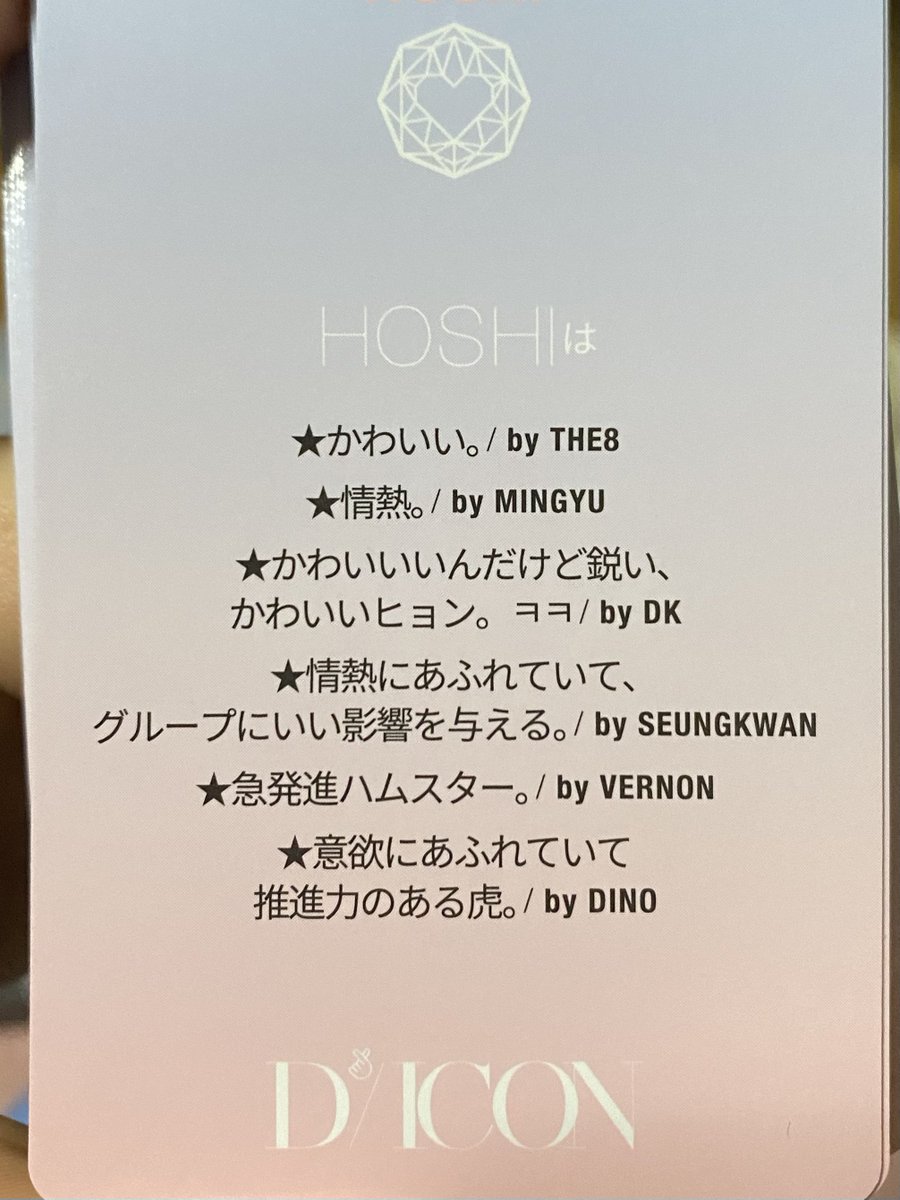 HOSHIは
★かわいい。/ by THE8
★情熱。/ by MINGYU
★かわいいいんだけど鋭い、
かわいいヒョン。ㅋㅋ/ by DK
★情熱にあふれていて、
グループにいい影響を与える。/ by SEUNGKWAN
★急発進ハムスター。/ by VERNON
★意欲にあふれていて
推進力のある虎。/ by DINO
D/ICON